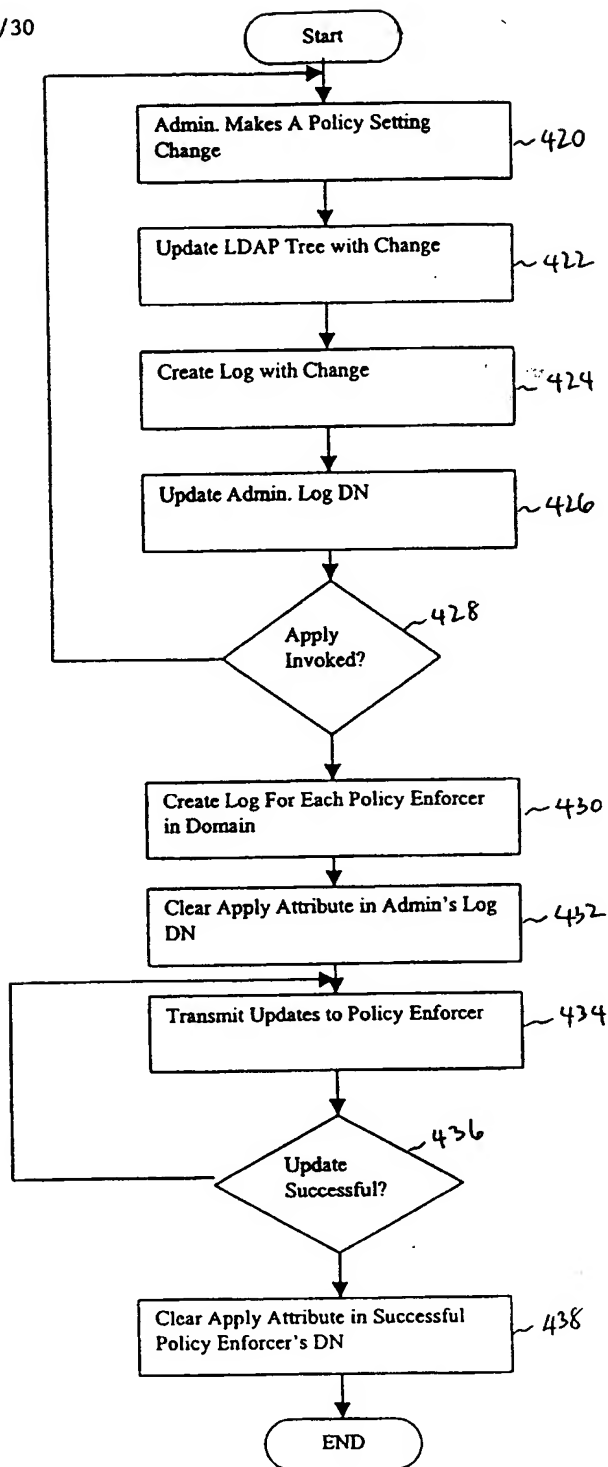 /30
Start
Admin. Makes A Policy Setting
Change
~ 420
Update LDAP Tree with Change
~ 422
Create Log with Change
~ 424
Update Admin. Log DN
~ 426
428
Apply
Invoked?
Create Log For Each Policy Enforcer
in Domain
~ 430
Clear Apply Attribute in Admin's Log
DN
~ 432
Transmit Updates to Policy Enforcer
~ 434
436
Update
Successful?
Clear Apply Attribute in Successful
Policy Enforcer's DN
~ 438
END